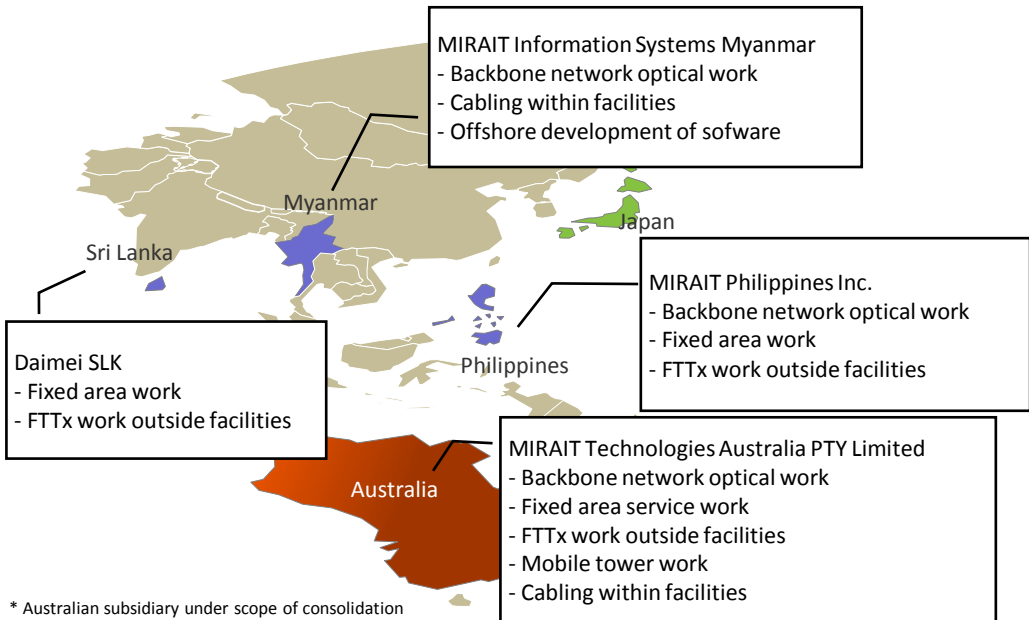 MIRAIT Information Systems Myanmar
- Backbone network optical work
- Cabling within facilities
- Offshore development of sofware
Myanmar
Japan
Sri Lanka
MIRAIT Philippines Inc.
- Backbone network optical work
- Fixed area work
- FTTx work outside facilities
Philippines
Daimei SLK
- Fixed area work
- FTTx work outside facilities
MIRAIT Technologies Australia PTY Limited
- Backbone network optical work
- Fixed area service work
- FTTx work outside facilities
- Mobile tower work
- Cabling within facilities
Australia
* Australian subsidiary under scope of consolidation